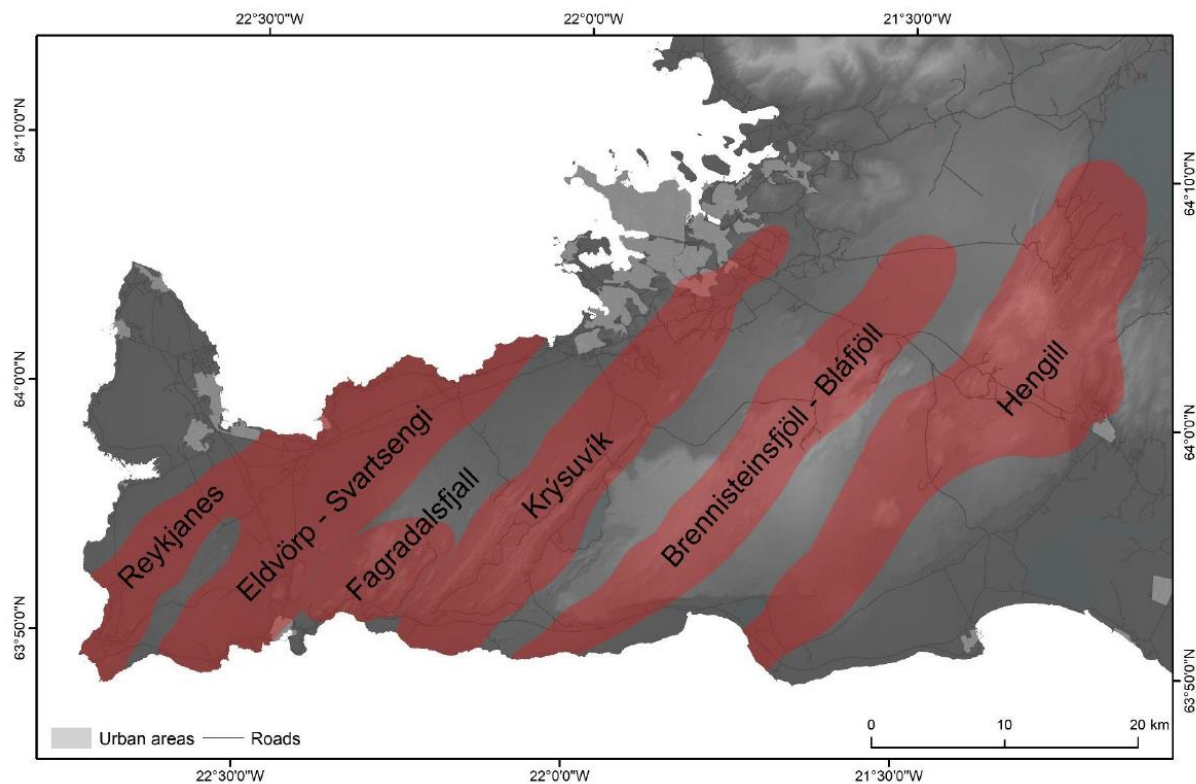 22°30'0"W 22°0'0"W 21°30'0"W
64°10'0"N
64°0'0"N
63°50'0"N
64°10'0"N
64°0'0"N
63°50'0"N
Reykjanes
Eldvörp - Svartsengi
Fagradalsfjall
Krýsuvík
Brennisteinsfjöll - Bláfjöll
Hengill
Urban areas Roads
0 10 20 km
22°30'0"W 22°0'0"W 21°30'0"W